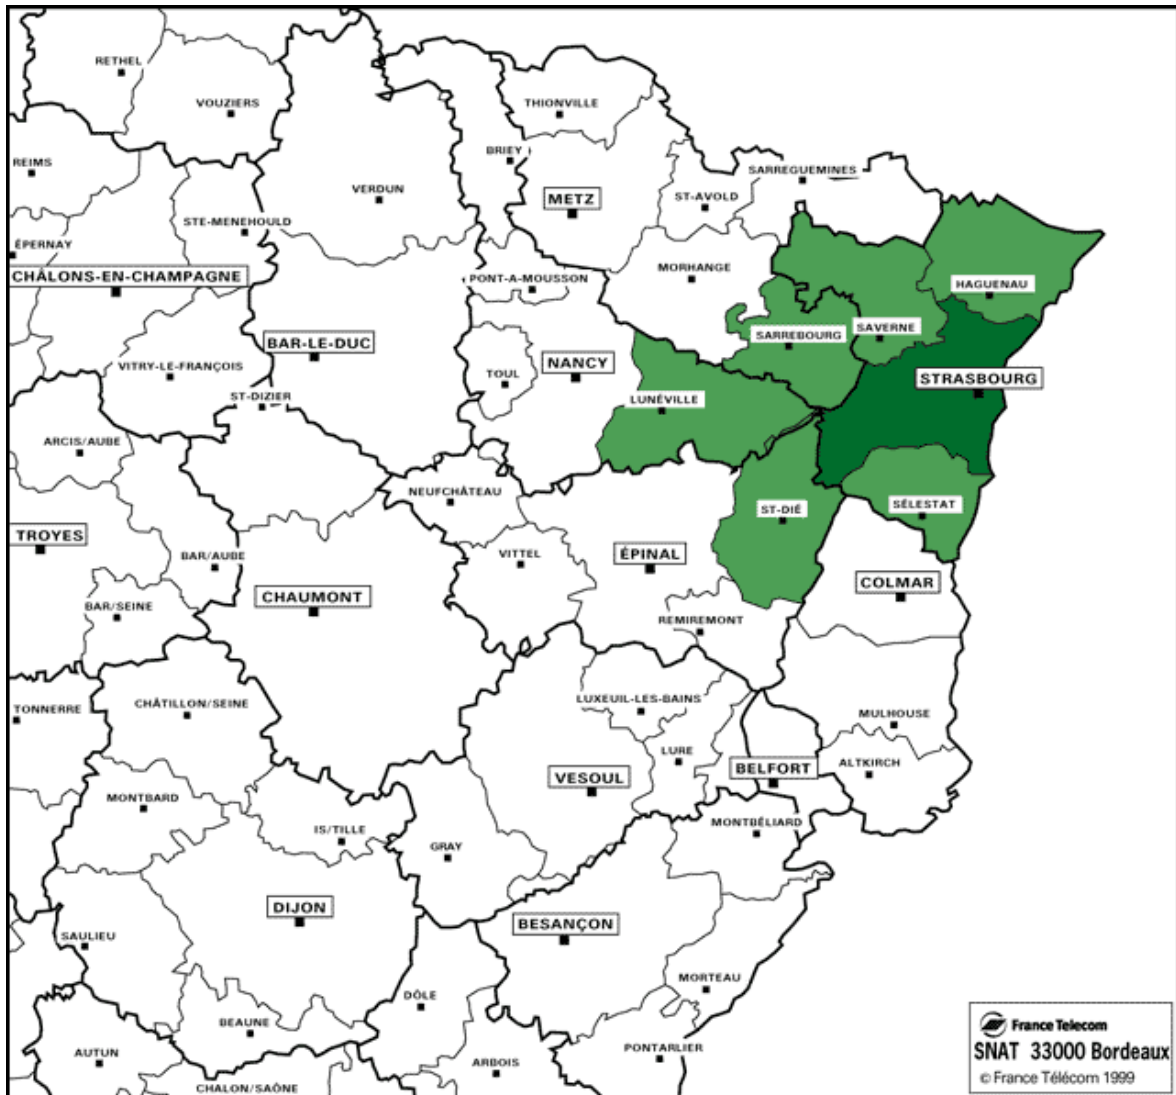 RETHEL
VOUZIERS
THIONVILLE
REIMS
BRIEY
SARREGUEMINES
VERDUN
METZ
ST-AVOLD
STE-MENEHOULD
ÉPERNAY
CHÂLONS-EN-CHAMPAGNE
PONT-A-MOUSSON
MORHANGE
HAGUENAU
SARREBOURG
SAVERNE
BAR-LE-DUC
VITRY-LE-FRANÇOIS
TOUL
NANCY
STRASBOURG
ST-DIZIER
LUNÉVILLE
ARCIS/AUBE
NEUFCHÂTEAU
ST-DIÉ
SÉLESTAT
TROYES
BAR/AUBE
VITTEL
ÉPINAL
COLMAR
CHAUMONT
BAR/SEINE
REMIREMONT
TONNERRE
CHÂTILLON/SEINE
LUXEUIL-LES-BAINS
MULHOUSE
LURE
BELFORT
ALTKIRCH
VESOUL
MONTBARD
IS/TILLE
MONTBÉLIARD
GRAY
DIJON
BESANÇON
SAULIEU
MORTEAU
DÔLE
BEAUNE
AUTUN
ARBOIS
PONTARLIER
CHALON/SAÔNE
France Telecom
SNAT 33000 Bordeaux
© France Télécom 1999